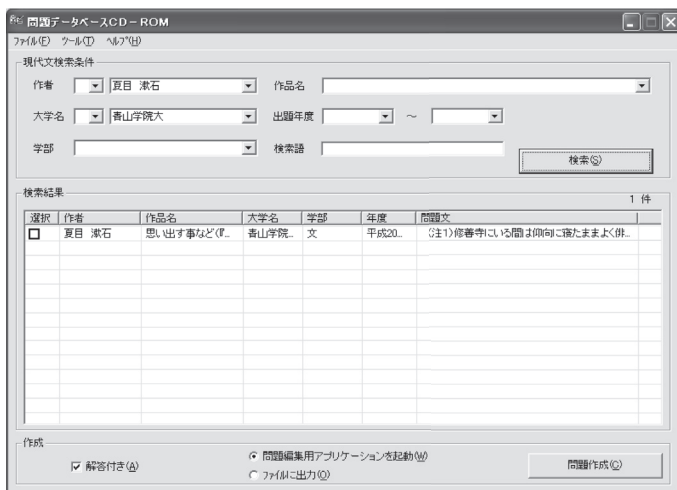 問題データベースCD-ROM
ファイル(F) ツール(T) ヘルプ(H)
現代文検索条件
作者 夏目 漱石 作品名
大学名 青山学院大 出題年度 ～
学部 検索語
検索(S)
検索結果
1 件
選択 作者 作品名 大学名 学部 年度 問題文
夏目 漱石 思い出す事など(『... 青山学院... 文 平成20... (注1)修善寺にいる間は仰向に寝たままよく俳...
作成
解答付き(A)
問題編集用アプリケーションを起動(W)
ファイルに出力(O)
問題作成(C)